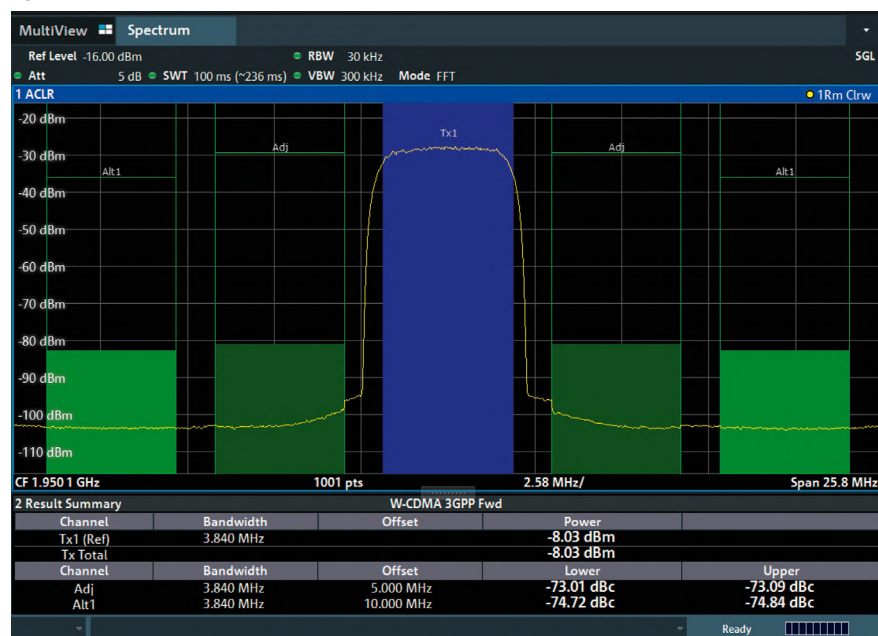 MultiView Spectrum
Ref Level -16.00 dBm RBW 30 kHz SGL
Att 5 dB SWT 100 ms (~236 ms) VBW 300 kHz Mode FFT
1 ACLR 1Rm Clrw
-20 dBm
Tx1
Adj Adj
-30 dBm
Alt1 Alt1
-40 dBm
-50 dBm
-60 dBm
-70 dBm
-80 dBm
-90 dBm
-100 dBm
-110 dBm
CF 1.950 1 GHz 1001 pts 2.58 MHz/ Span 25.8 MHz
2 Result Summary W-CDMA 3GPP Fwd
Channel Bandwidth Offset Power
Tx1 (Ref) 3.840 MHz -8.03 dBm
Tx Total -8.03 dBm
Channel Bandwidth Offset Lower Upper
Adj 3.840 MHz 5.000 MHz -73.01 dBc -73.09 dBc
Alt1 3.840 MHz 10.000 MHz -74.72 dBc -74.84 dBc
Ready